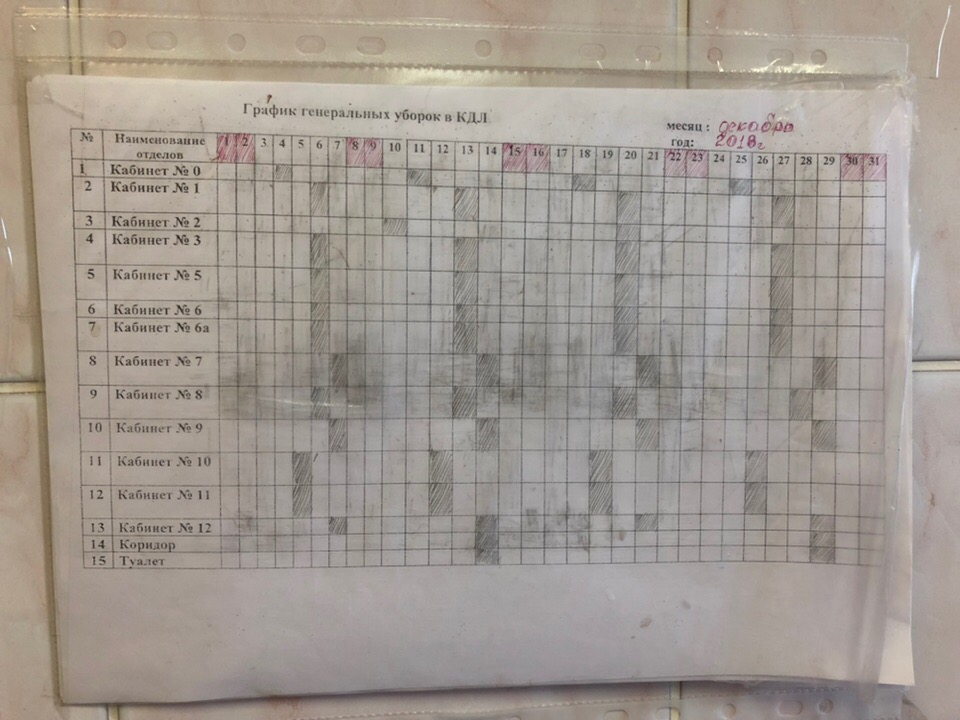 График генеральных уборок в КДЛ
месяц : декабрь
год: 2018г
№ Наименование отделов 1 2 3 4 5 6 7 8 9 10 11 12 13 14 15 16 17 18 19 20 21 22 23 24 25 26 27 28 29 30 31
1 Кабинет № 0
2 Кабинет № 1
3 Кабинет № 2
4 Кабинет № 3
5 Кабинет № 5
6 Кабинет № 6
7 Кабинет № 6а
8 Кабинет № 7
9 Кабинет № 8
10 Кабинет № 9
11 Кабинет № 10
12 Кабинет № 11
13 Кабинет № 12
14 Коридор
15 Туалет